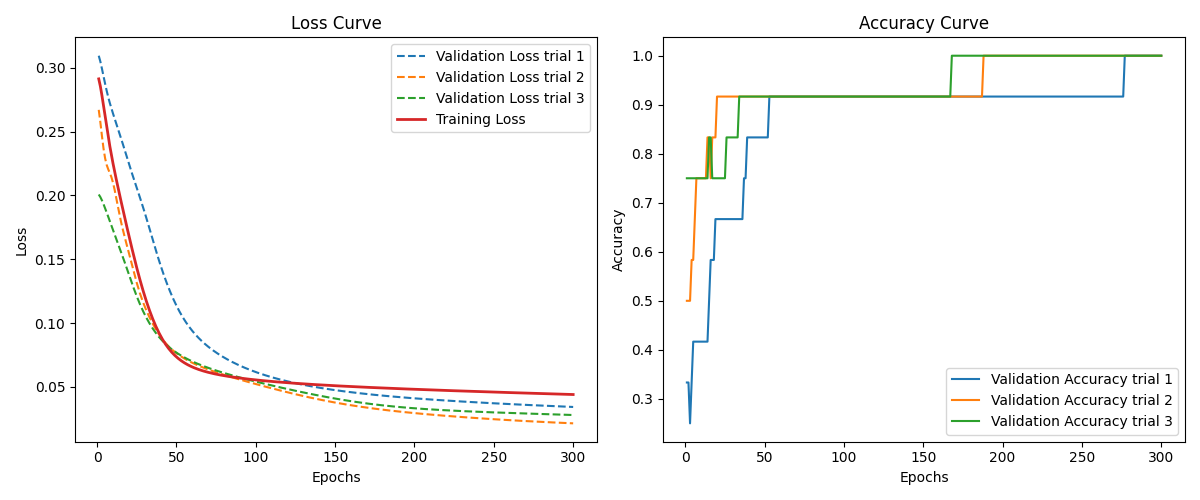 Loss Curve
Validation Loss trial 1
Validation Loss trial 2
Validation Loss trial 3
Training Loss
0.30
0.25
0.20
0.15
0.10
0.05
Loss
0 50 100 150 200 250 300
Epochs
Accuracy Curve
1.0
0.9
0.8
0.7
0.6
0.5
0.4
0.3
Accuracy
Validation Accuracy trial 1
Validation Accuracy trial 2
Validation Accuracy trial 3
0 50 100 150 200 250 300
Epochs